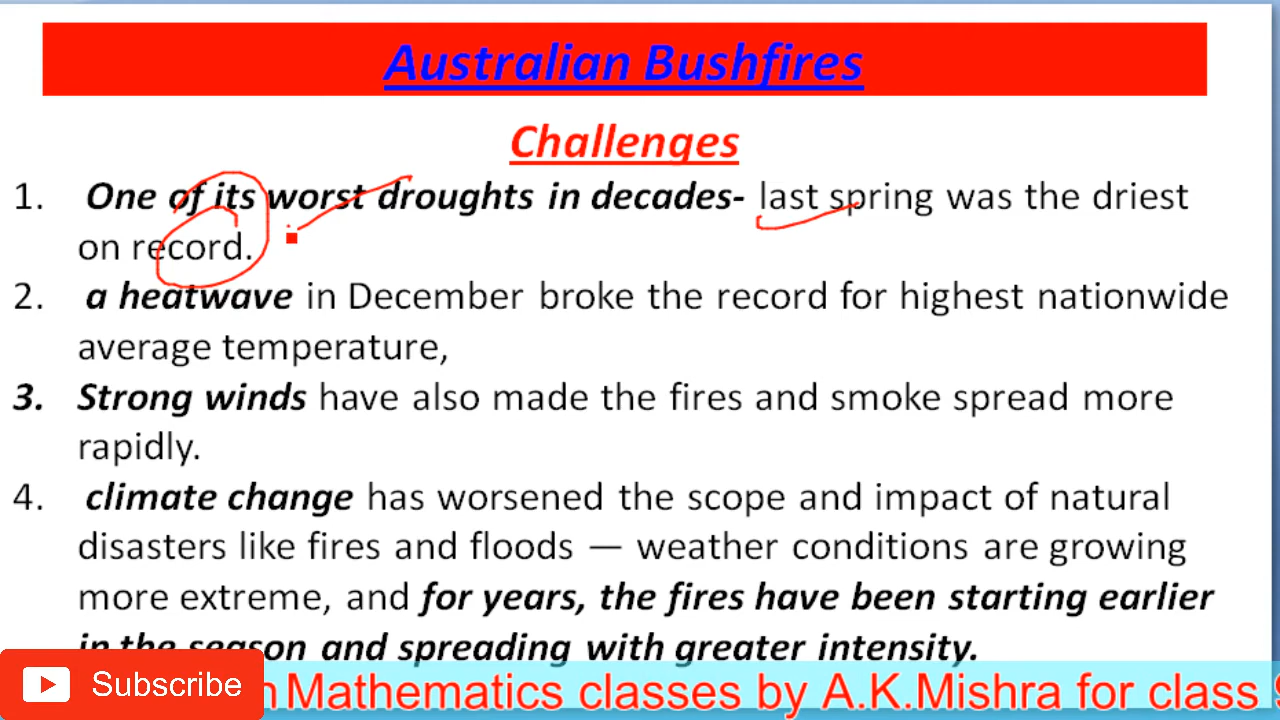 Australian Bushfires
Challenges
1. One of its worst droughts in decades- last spring was the driest
on record.
2. a heatwave in December broke the record for highest nationwide
average temperature,
3. Strong winds have also made the fires and smoke spread more
rapidly.
4. climate change has worsened the scope and impact of natural
disasters like fires and floods — weather conditions are growing
more extreme, and for years, the fires have been starting earlier
in the season and spreading with greater intensity.
Subscribe
Mathematics classes by A.K.Mishra for class